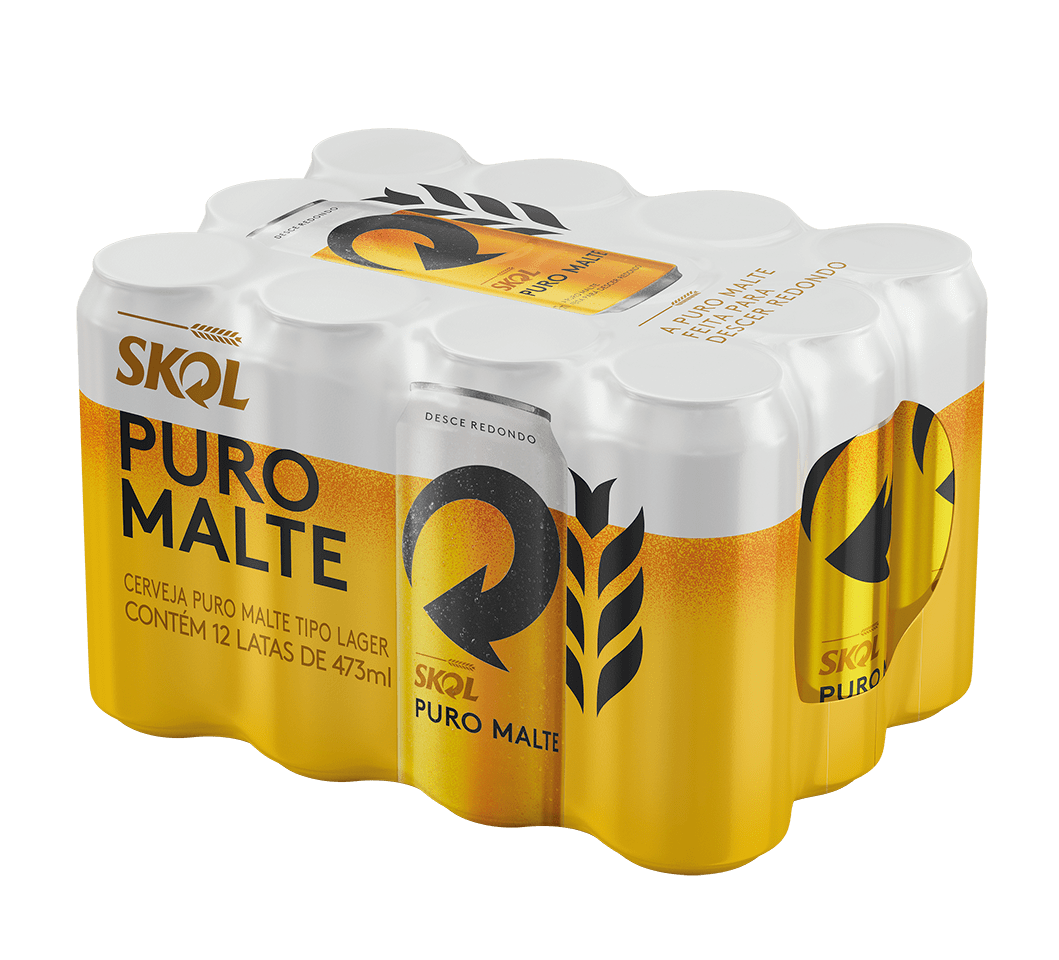 DESCE REDONDO
SKOL
PURO MALTE
A PURO MALTE
FEITA PARA
DESCER REDONDO
SKOL
PURO
MALTE
CERVEJA PURO MALTE TIPO LAGER
CONTÉM 12 LATAS DE 473ml
DESCE REDONDO
SKOL
PURO MALTE
SKOL
PURO